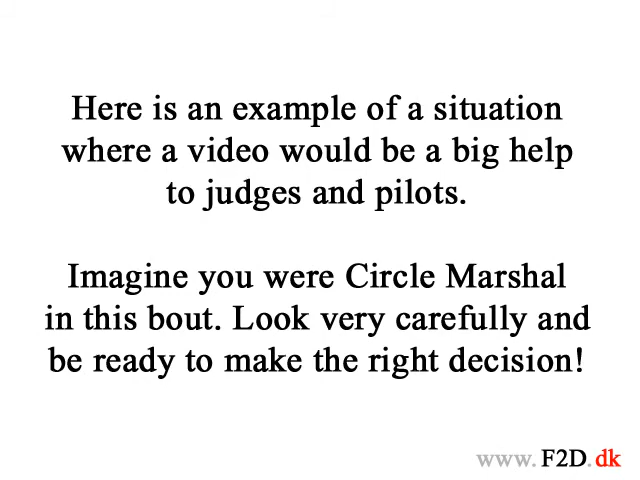 Here is an example of a situation
where a video would be a big help
to judges and pilots.
Imagine you were Circle Marshal
in this bout. Look very carefully and
be ready to make the right decision!
www. F2D. dk